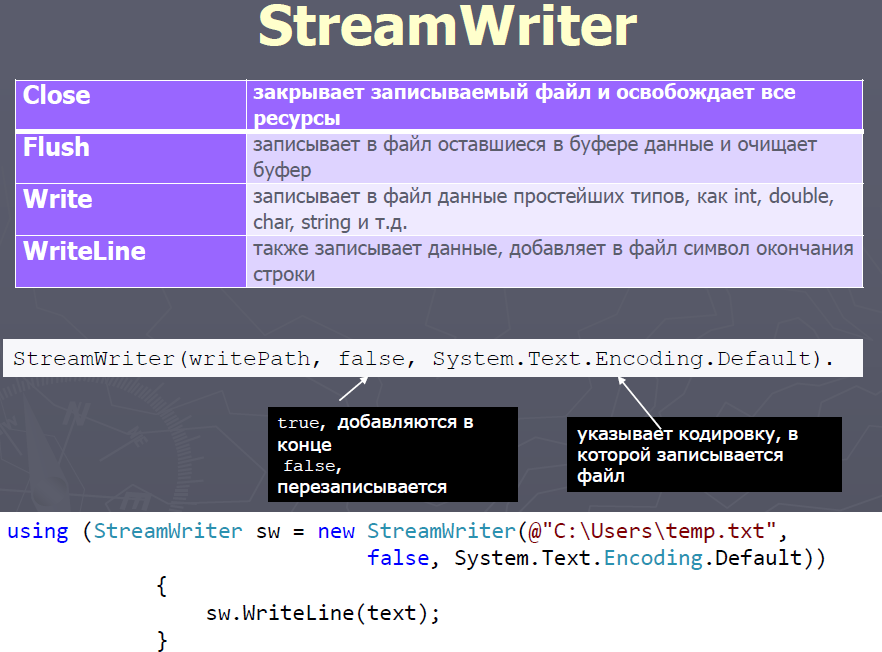 StreamWriter
Close
закрывает записываемый файл и освобождает все
ресурсы
Flush
записывает в файл оставшиеся в буфере данные и очищает
буфер
Write
записывает в файл данные простейших типов, как int, double,
char, string и т.д.
WriteLine
также записывает данные, добавляет в файл символ окончания
строки
StreamWriter(writePath, false, System.Text.Encoding.Default).
true, добавляются в
конце
false,
перезаписывается
указывает кодировку, в
которой записывается
файл
using (StreamWriter sw = new StreamWriter(@"C:\Users\temp.txt",
false, System.Text.Encoding.Default))
{
sw.WriteLine(text);
}